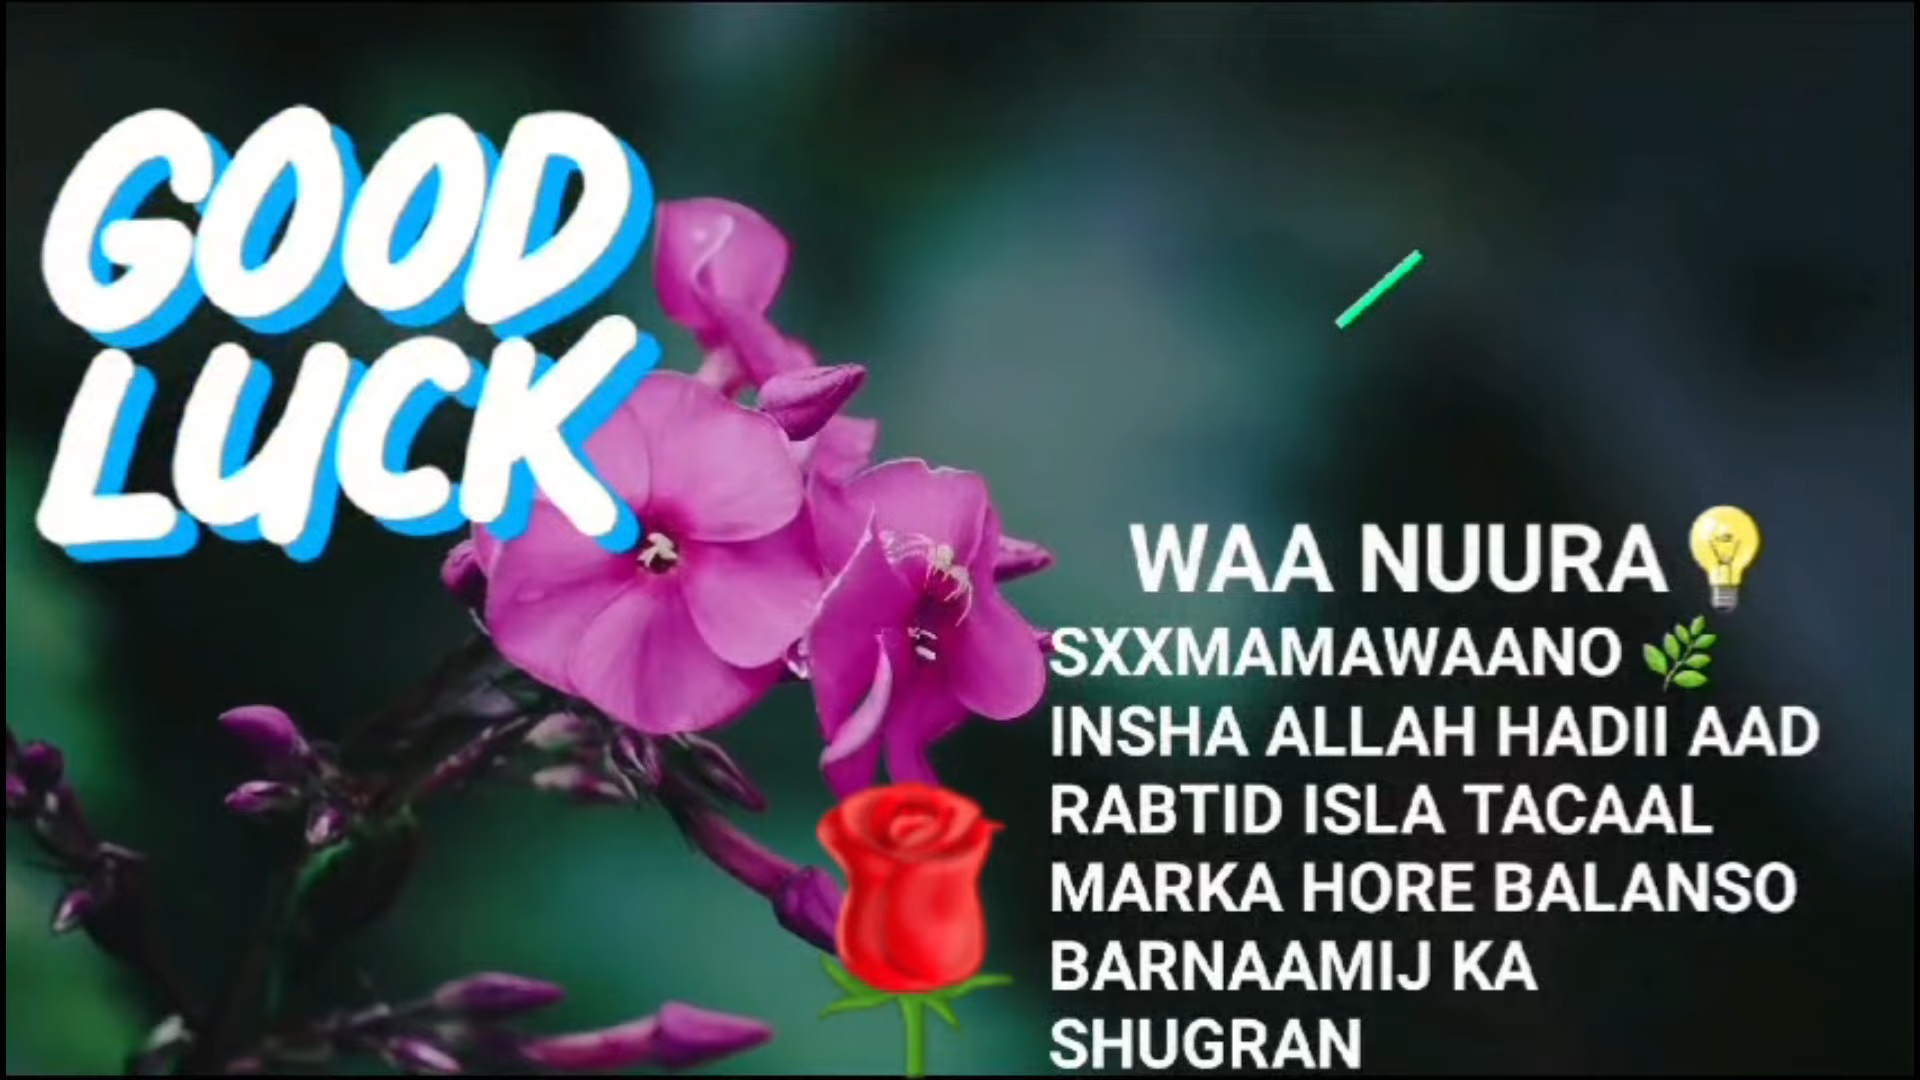 GOOD
LUCK
WAA NUURA💡
SXXMAMAWAANO 🌿
INSHA ALLAH HADII AAD
RABTID ISLA TACAAL
MARKA HORE BALANSO
BARNAAMIJ KA
SHUGRAN